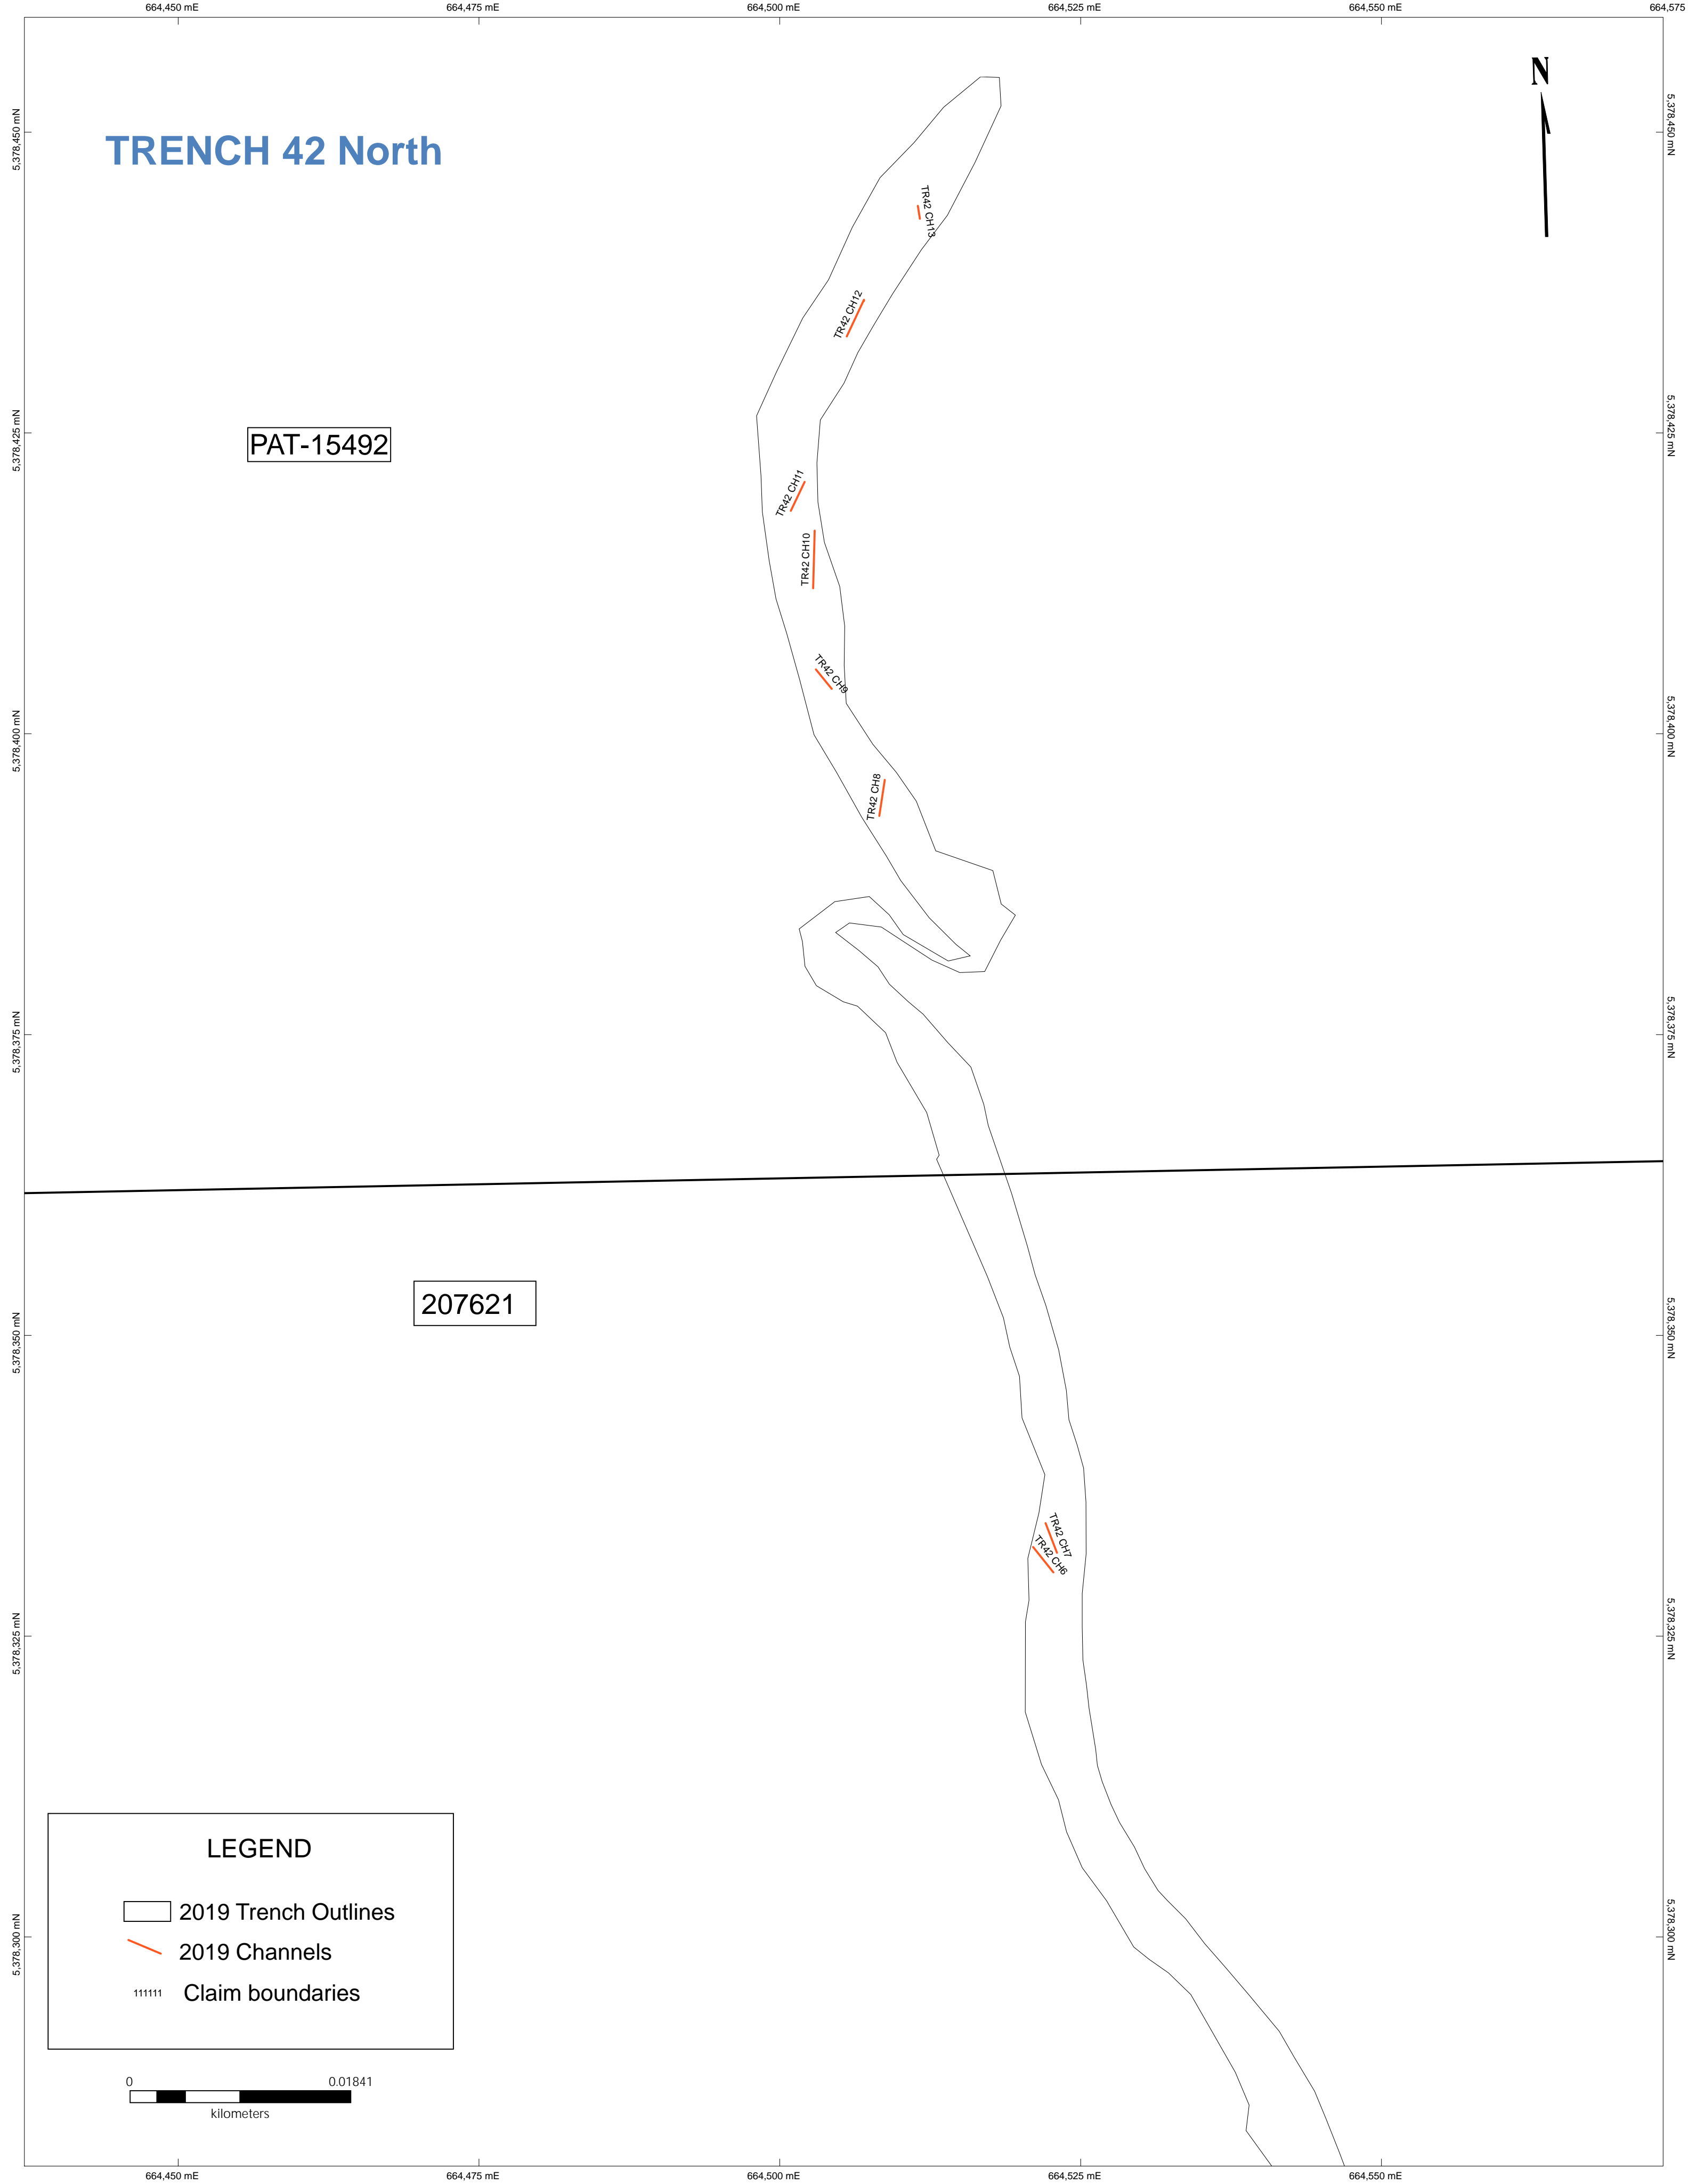 664,450 mE
664,475 mE
664,500 mE
664,525 mE
664,550 mE
664,575
N
5,378,450 mN
5,378,450 mN
TRENCH 42 North
TR42 CH13
TR42 CH12
5,378,425 mN
5,378,425 mN
PAT-15492
TR42 CH11
TR42 CH10
TR42 CH9
5,378,400 mN
5,378,400 mN
TR42 CH8
5,378,375 mN
5,378,375 mN
207621
5,378,350 mN
5,378,350 mN
TR42 CH7
TR42 CH6
5,378,325 mN
5,378,325 mN
LEGEND
2019 Trench Outlines
2019 Channels
111111 Claim boundaries
5,378,300 mN
5,378,300 mN
0 0.01841
kilometers
664,450 mE
664,475 mE
664,500 mE
664,525 mE
664,550 mE